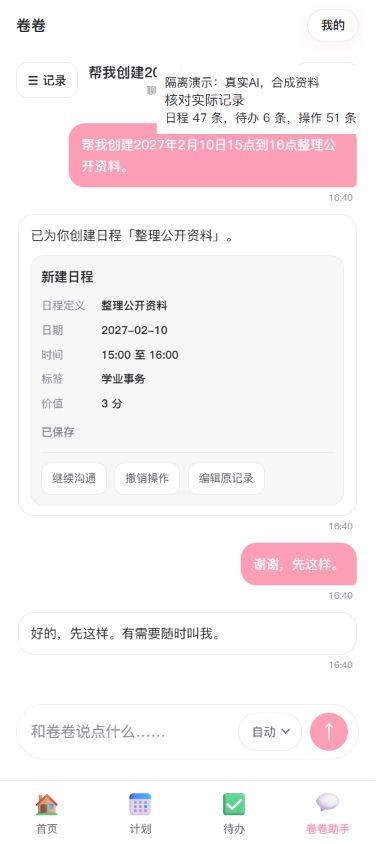 卷卷
我的
☰ 记录
帮我创建20
隔离演示：真实AI，合成资料
核对实际记录
日程 47 条，待办 6 条，操作 51 条
帮我创建2027年2月10日15点到16点整理公
开资料。
16:40
已为你创建日程「整理公开资料」。
新建日程
日程定义 整理公开资料
日期 2027-02-10
时间 15:00 至 16:00
标签 学业事务
价值 3 分
已保存
继续沟通 撤销操作 编辑原记录
16:40
谢谢，先这样。
16:40
好的，先这样。有需要随时叫我。
16:40
和卷卷说点什么……
自动
首页 计划 待办 卷卷助手